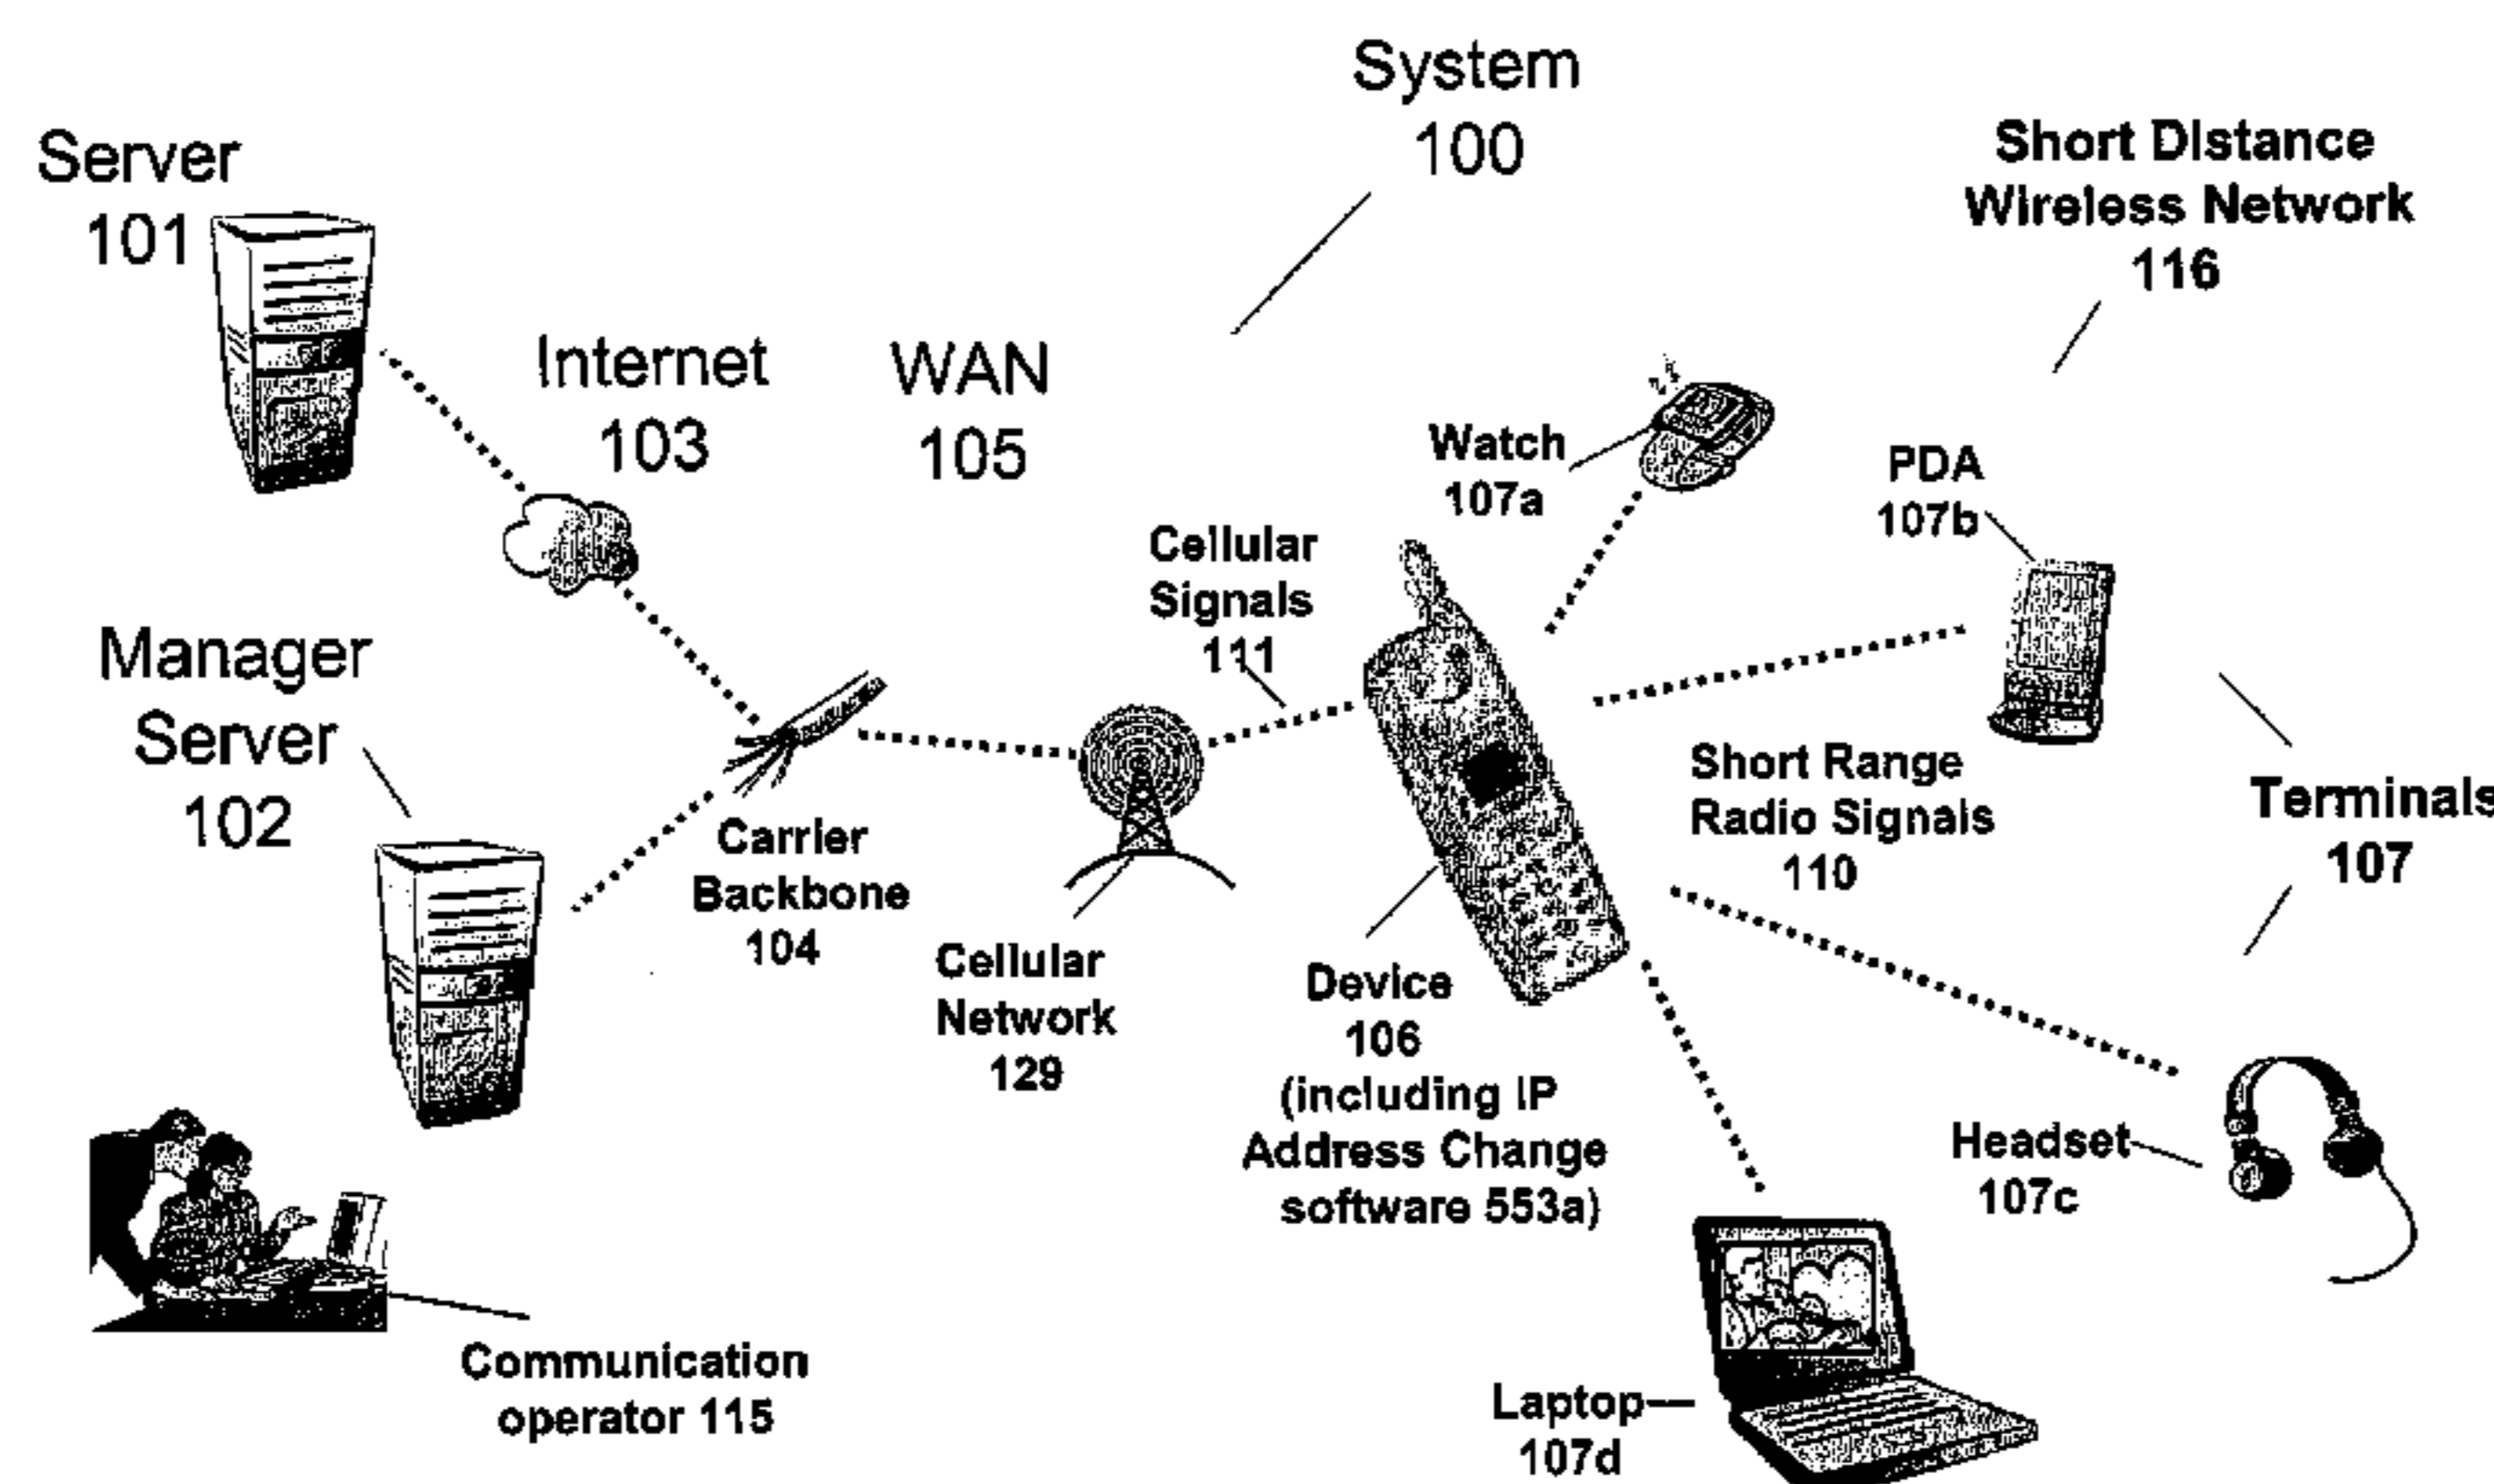 System
100
Server
101
Short Distance
Wireless Network
116
Internet
103
WAN
105
Watch
107a
PDA
107b
Cellular
Signals
111
Manager
Server
102
Short Range
Radio Signals
110
Terminals
107
Carrier
Backbone
104
Cellular
Network
129
Device
106
(including IP
Address Change
software 553a)
Headset
107c
Communication
operator 115
Laptop
107d